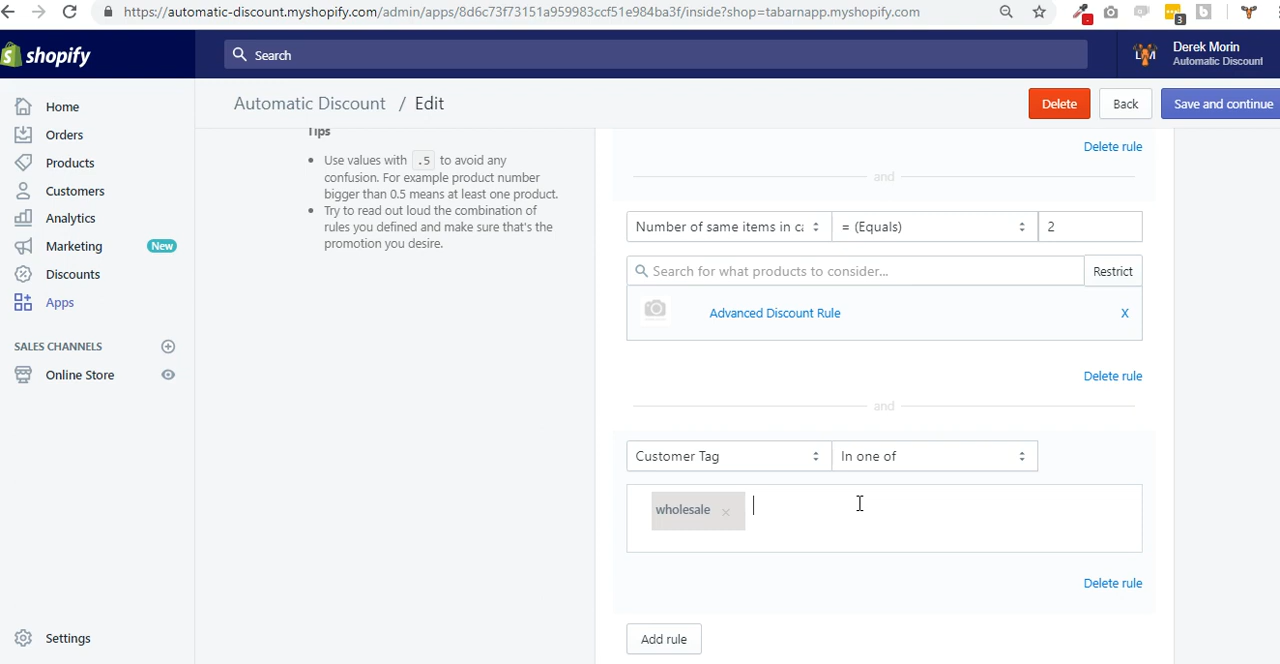 https://automatic-discount.myshopify.com/admin/apps/8d6c73f73151a959983ccf51e984ba3f/inside?shop=tabarnapp.myshopify.com
3
shopify
Search
Derek Morin
Automatic Discount
Home
Orders
Products
Customers
Analytics
Marketing New
Discounts
Apps
SALES CHANNELS
Online Store
Settings
Automatic Discount / Edit
Delete
Back
Save and continue
Tips
Use values with .5 to avoid any
confusion. For example product number
bigger than 0.5 means at least one product.
Try to read out loud the combination of
rules you defined and make sure that's the
promotion you desire.
Delete rule
and
Number of same items in ca
= (Equals)
2
Search for what products to consider...
Restrict
Advanced Discount Rule
X
Delete rule
and
Customer Tag
In one of
wholesale ×
Delete rule
Add rule